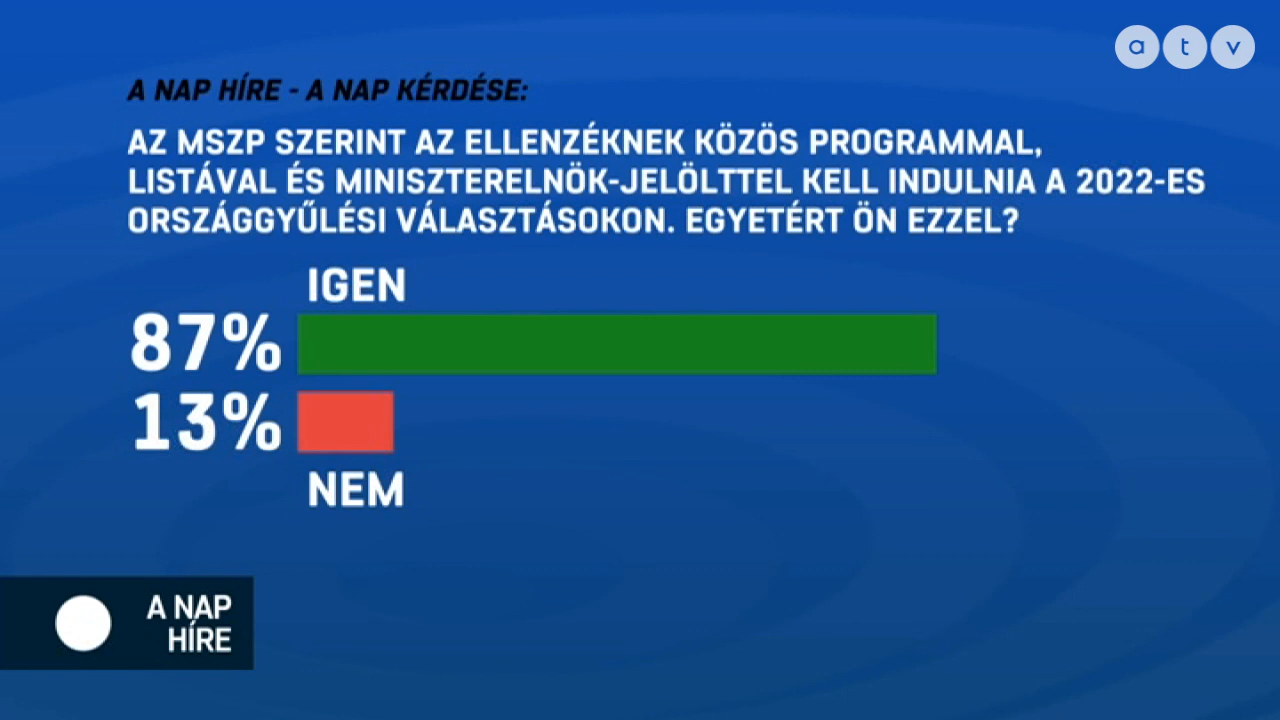 atv
A NAP HÍRE - A NAP KÉRDÉSE:
AZ MSZP SZERINT AZ ELLENZÉKNEK KÖZÖS PROGRAMMAL,
LISTÁVAL ÉS MINISZTERELNÖK-JELÖLTTEL KELL INDULNIA A 2022-ES
ORSZÁGGYŰLÉSI VÁLASZTÁSOKON. EGYETÉRT ÖN EZZEL?
IGEN
87%
13%
NEM
A NAP
HÍRE